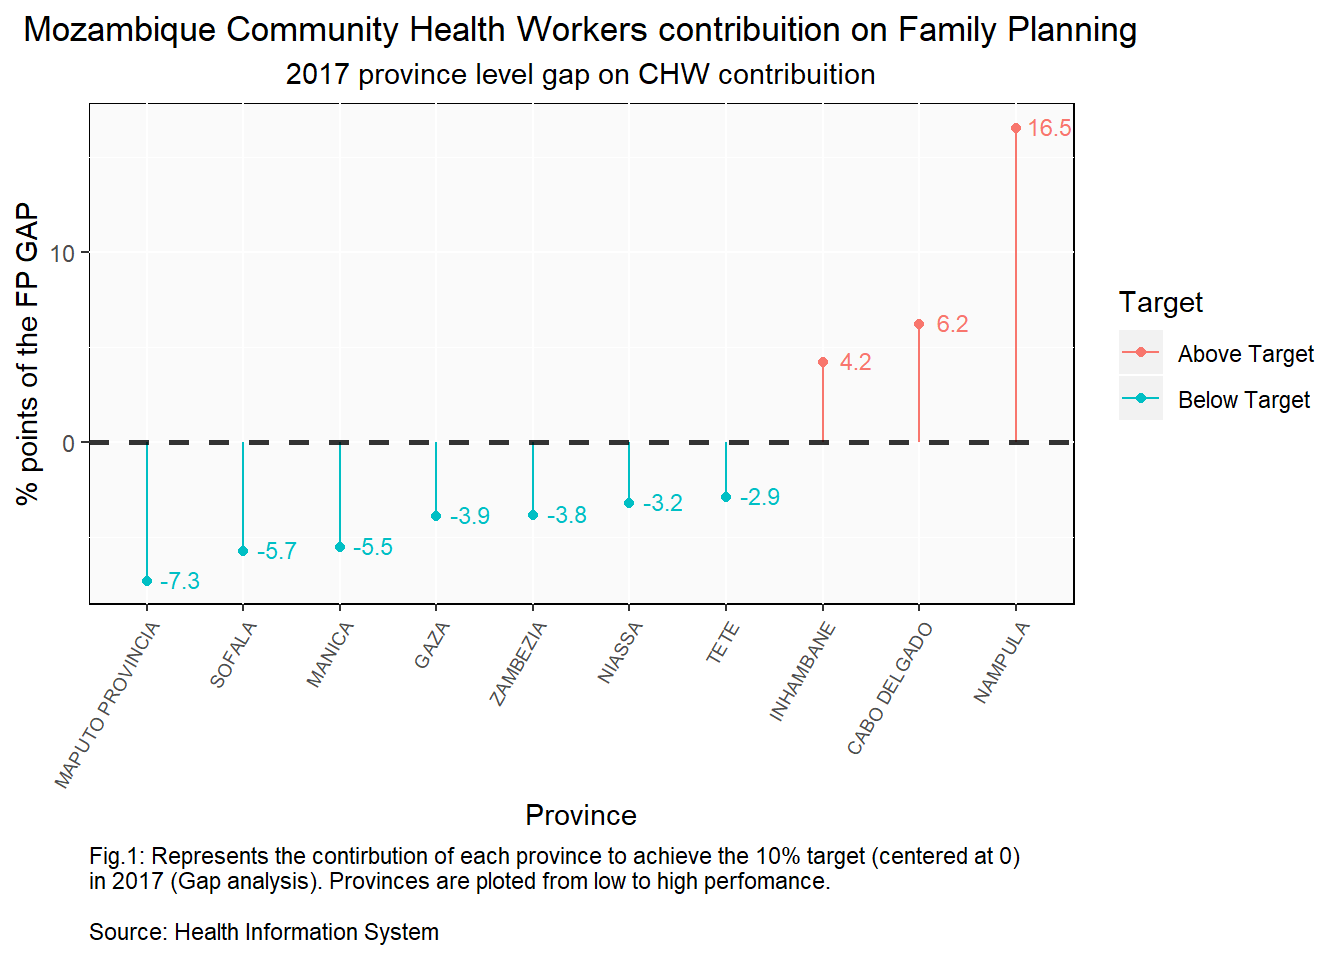 Mozambique Community Health Workers contribuition on Family Planning
2017 province level gap on CHW contribuition
% points of the FP GAP
10
0
16.5
6.2
4.2
-2.9
-3.2
-3.8
-3.9
-5.5
-5.7
-7.3
Target
Above Target
Below Target
MAPUTO PROVINCIA
SOFALA
MANICA
GAZA
ZAMBEZIA
NIASSA
TETE
INHAMBANE
CABO DELGADO
NAMPULA
Province
Fig.1: Represents the contirbution of each province to achieve the 10% target (centered at 0)
in 2017 (Gap analysis). Provinces are ploted from low to high perfomance.
Source: Health Information System